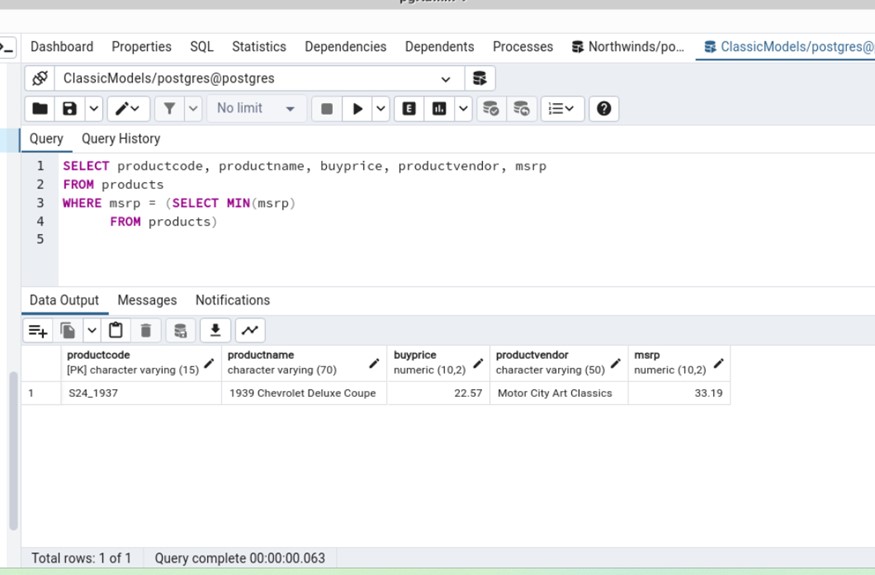 Dashboard Properties SQL Statistics Dependencies Dependents Processes Northwinds/po... ClassicModels/postgres@
ClassicModels/postgres@postgres
No limit
Query Query History
1 SELECT productcode, productname, buyprice, productvendor, msrp
2 FROM products
3 WHERE msrp = (SELECT MIN(msrp)
4 FROM products)
5
Data Output Messages Notifications
productcode productname buyprice productvendor msrp
[PK] character varying (15) character varying (70) numeric (10,2) character varying (50) numeric (10,2)
1 S24_1937 1939 Chevrolet Deluxe Coupe 22.57 Motor City Art Classics 33.19
Total rows: 1 of 1 Query complete 00:00:00.063